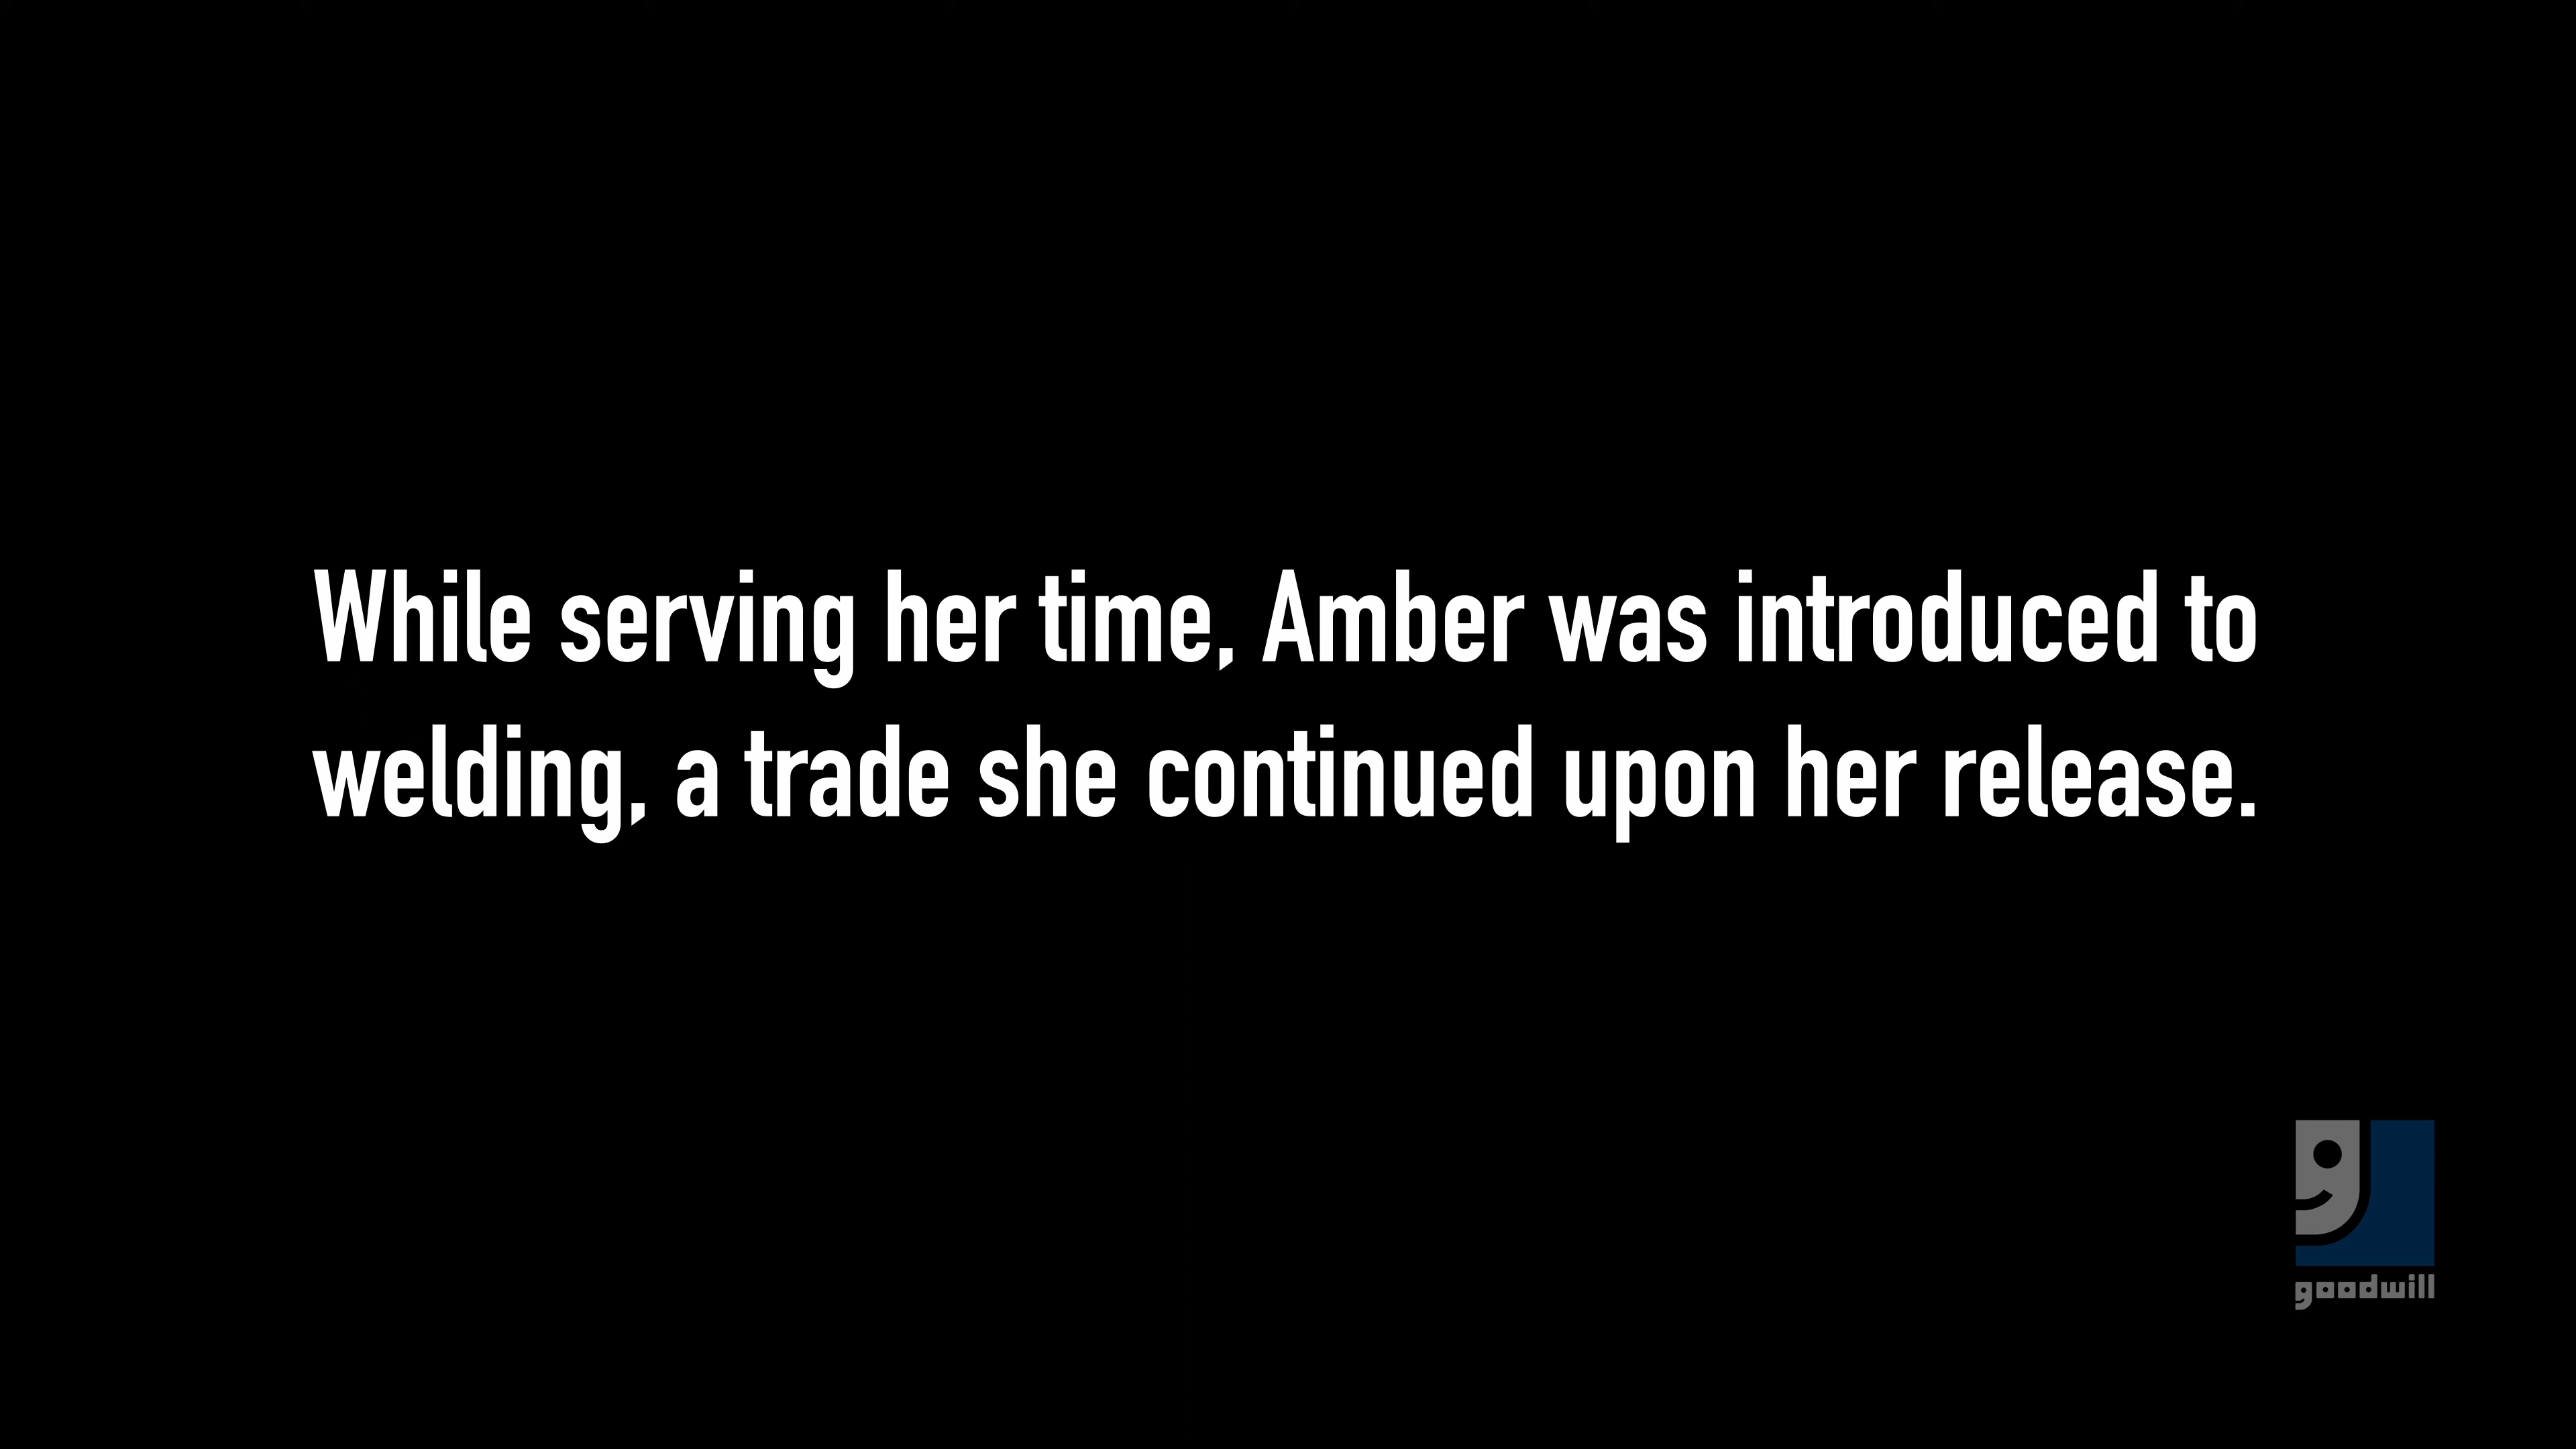 While serving her time, Amber was introduced to
welding, a trade she continued upon her release.
goodwill